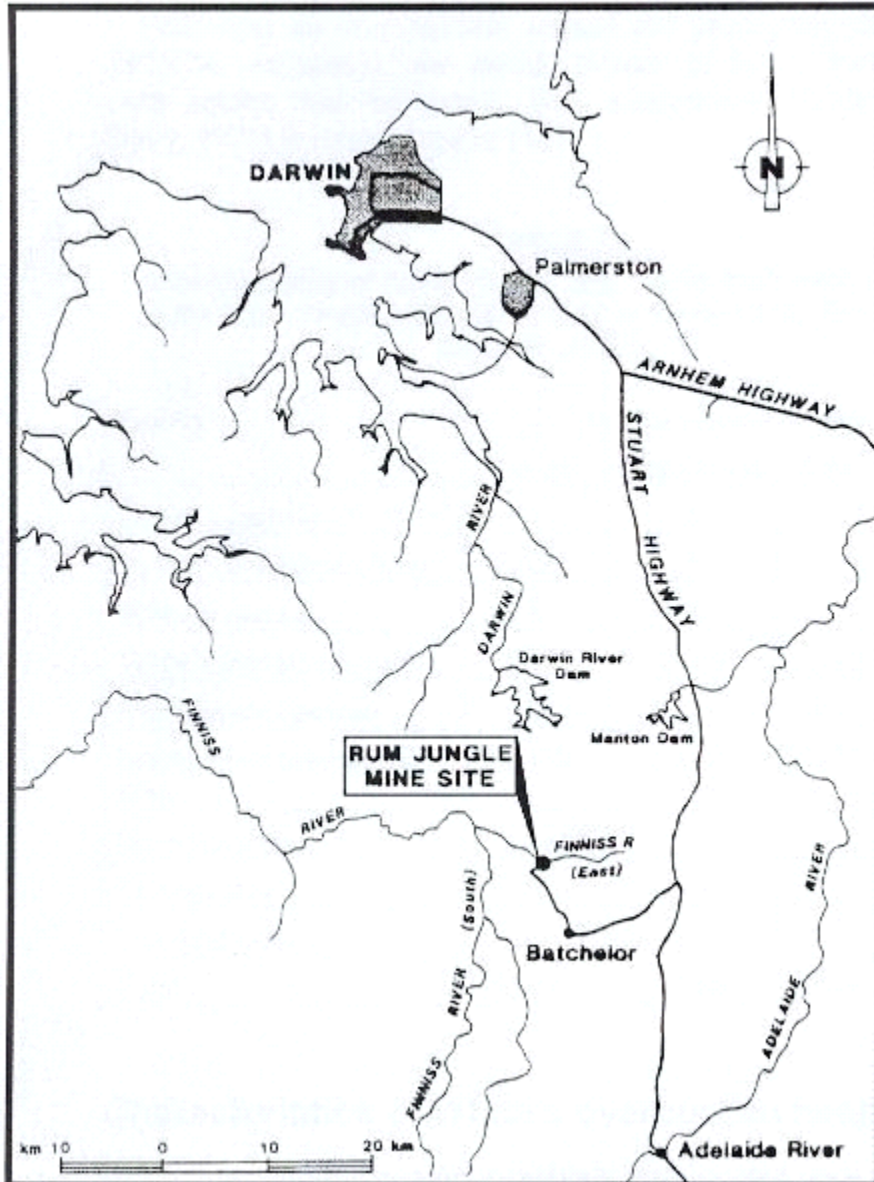 N
DARWIN
Palmerston
ARNHEM HIGHWAY
STUART
HIGHWAY
RIVER
DARWIN
Darwin River
Dam
Manton Dam
FINNISS
RIVER
RUM JUNGLE
MINE SITE
FINNISS R
(East)
RIVER
(South)
RIVER
FINNISS
Batchelor
ADELAIDE
Adelaide River
km 10 0 10 20 km